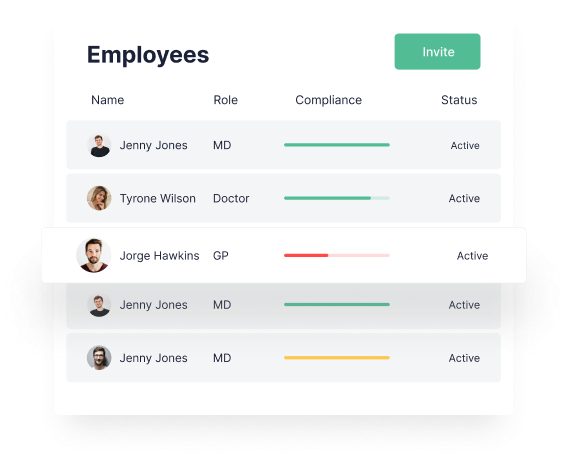 Employees
Invite
Name Role Compliance Status
Jenny Jones MD Active
Tyrone Wilson Doctor Active
Jorge Hawkins GP Active
Jenny Jones MD Active
Jenny Jones MD Active